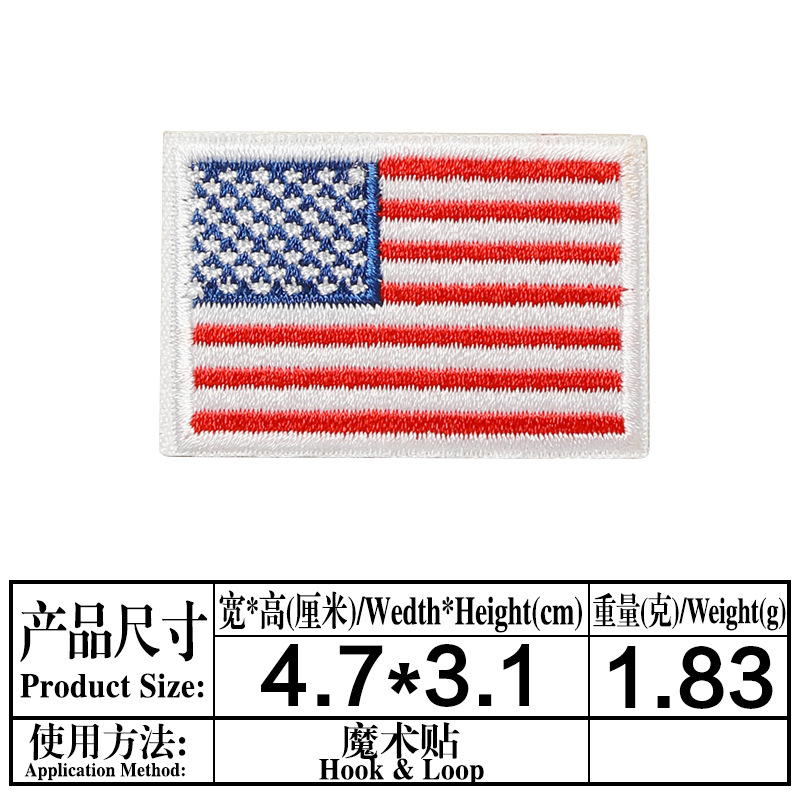 产品尺寸
Product Size:
宽*高(厘米)/Wedth*Height(cm)
重量(克)/Weight(g)
4.7*3.1
1.83
使用方法:
Application Method:
魔术贴
Hook & Loop